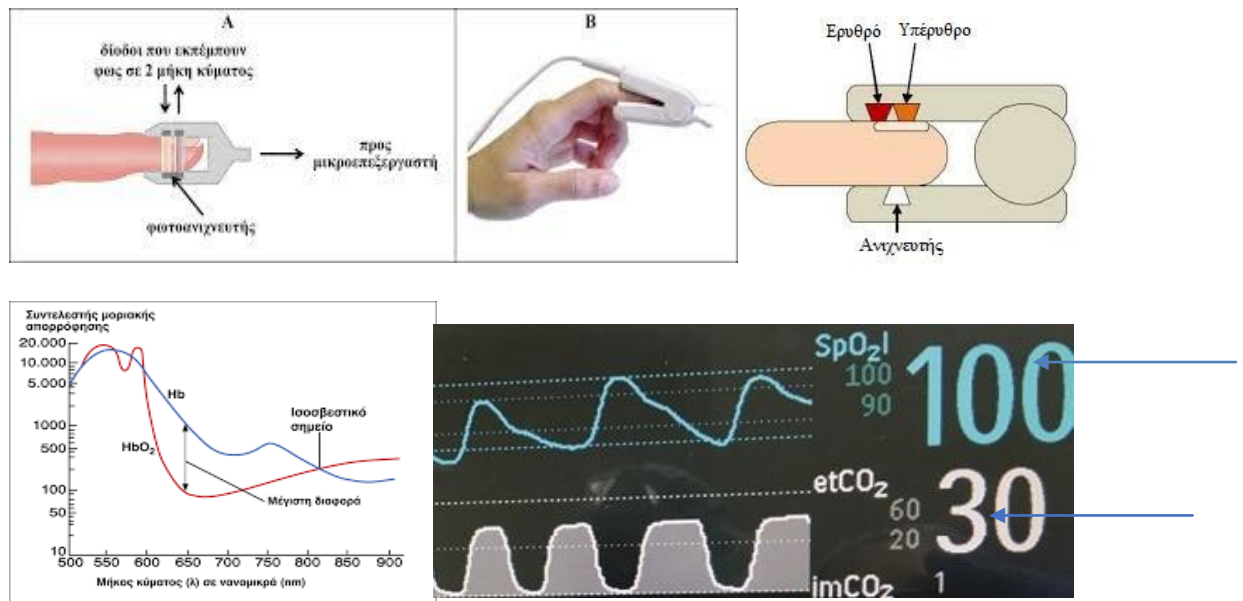 Α
δίοδοι που εκπέμπουν
φως σε 2 μήκη κύματος
προς
μικροεπεξεργαστή
φωτοανιχνευτής
Β
Ερυθρό Υπέρυθρο
Ανιχνευτής
Συντελεστής μοριακής
απορρόφησης
20.000
10.000
5.000
1000
500
100
50
10
Hb
HbO2
Ισοσβεστικό
σημείο
Μέγιστη διαφορά
500 550 600 650 700 750 800 850 900
Μήκος κύματος (λ) σε νανομικρά (nm)
SpO2l
100
90
100
etCO2
60
20
30
imCO2 1